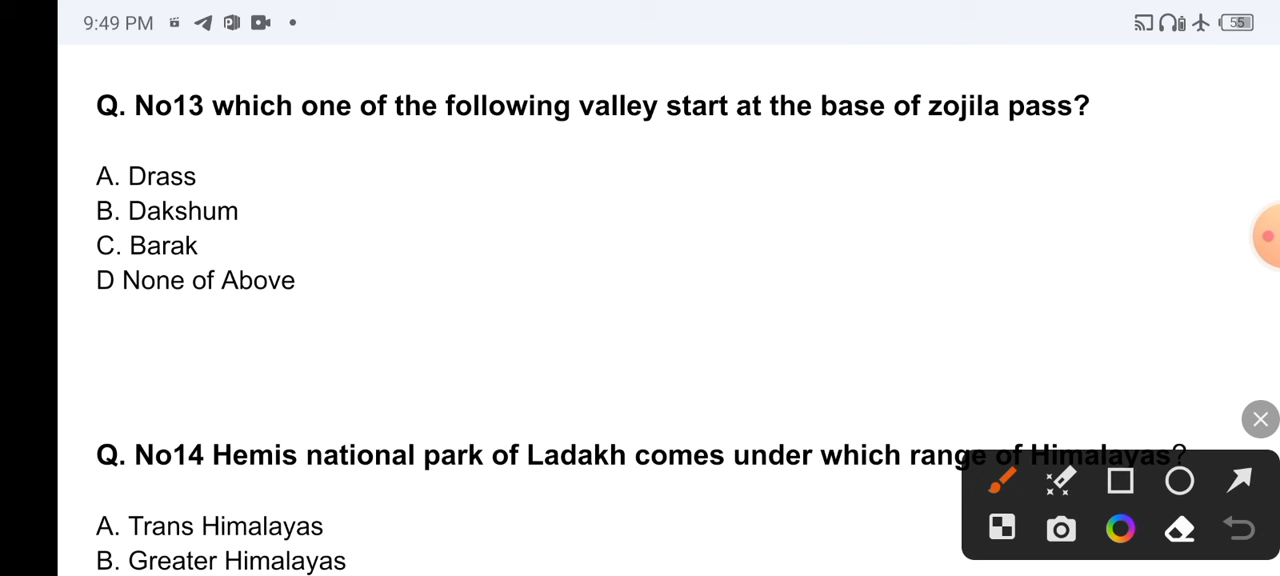 9:49 PM
55
Q. No13 which one of the following valley start at the base of zojila pass?
A. Drass
B. Dakshum
C. Barak
D None of Above
Q. No14 Hemis national park of Ladakh comes under which range of Himalayas?
A. Trans Himalayas
B. Greater Himalayas